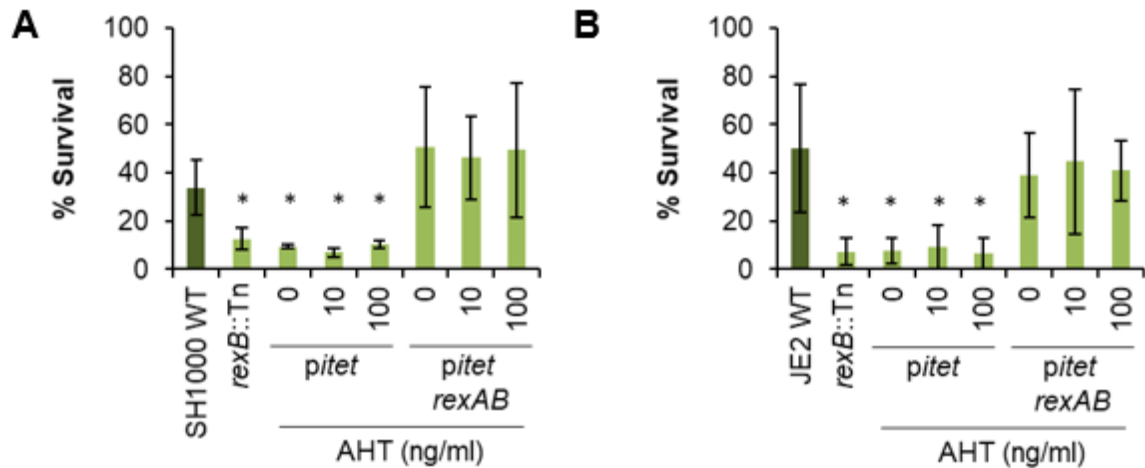 A
% Survival
100
80
60
40
20
0
* * * *
SH1000 WT
rexB::Tn
0
10
100
0
10
100
pitet
pitet
rexAB
AHT (ng/ml)
B
% Survival
100
80
60
40
20
0
* * * *
JE2 WT
rexB::Tn
0
10
100
0
10
100
pitet
pitet
rexAB
AHT (ng/ml)